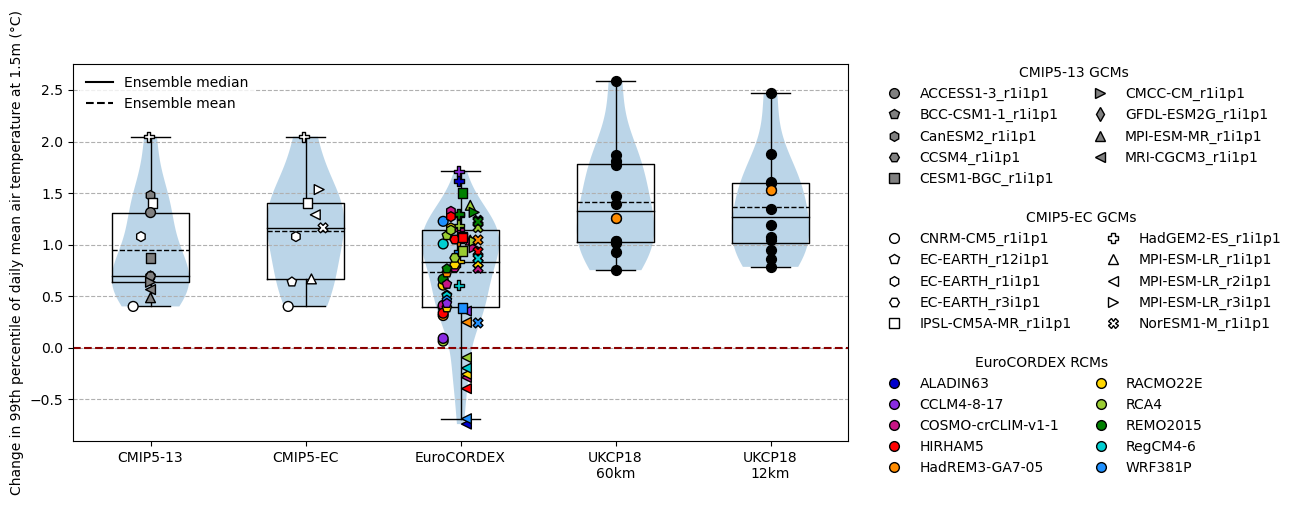 Change in 99th percentile of daily mean air temperature at 1.5m (°C)
2.5
2.0
1.5
1.0
0.5
0.0
−0.5
Ensemble median
Ensemble mean
CMIP5-13
CMIP5-EC
EuroCORDEX
UKCP18
60km
UKCP18
12km
CMIP5-13 GCMs
ACCESS1-3_r1i1p1
BCC-CSM1-1_r1i1p1
CanESM2_r1i1p1
CCSM4_r1i1p1
CESM1-BGC_r1i1p1
CMCC-CM_r1i1p1
GFDL-ESM2G_r1i1p1
MPI-ESM-MR_r1i1p1
MRI-CGCM3_r1i1p1
CMIP5-EC GCMs
CNRM-CM5_r1i1p1
EC-EARTH_r12i1p1
EC-EARTH_r1i1p1
EC-EARTH_r3i1p1
IPSL-CM5A-MR_r1i1p1
HadGEM2-ES_r1i1p1
MPI-ESM-LR_r1i1p1
MPI-ESM-LR_r2i1p1
MPI-ESM-LR_r3i1p1
NorESM1-M_r1i1p1
EuroCORDEX RCMs
ALADIN63
CCLM4-8-17
COSMO-crCLIM-v1-1
HIRHAM5
HadREM3-GA7-05
RACMO22E
RCA4
REMO2015
RegCM4-6
WRF381P